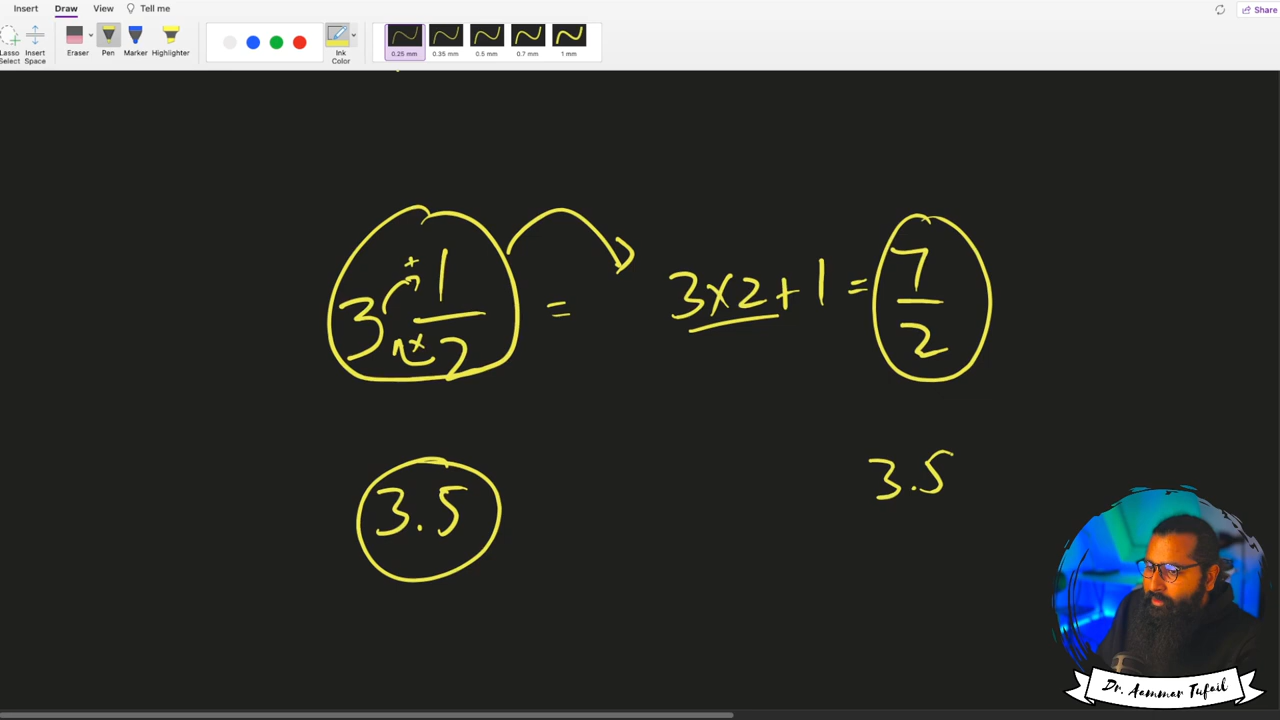 Insert Draw View Tell me
Share
Lasso Select
Insert Space
Eraser
Pen
Marker
Highlighter
Ink Color
0.25 mm
0.35 mm
0.5 mm
0.7 mm
1 mm
3 + 1/2 × = 3×2+1 = 7/2
3.5 3.5
Dr. Aammar Tufail